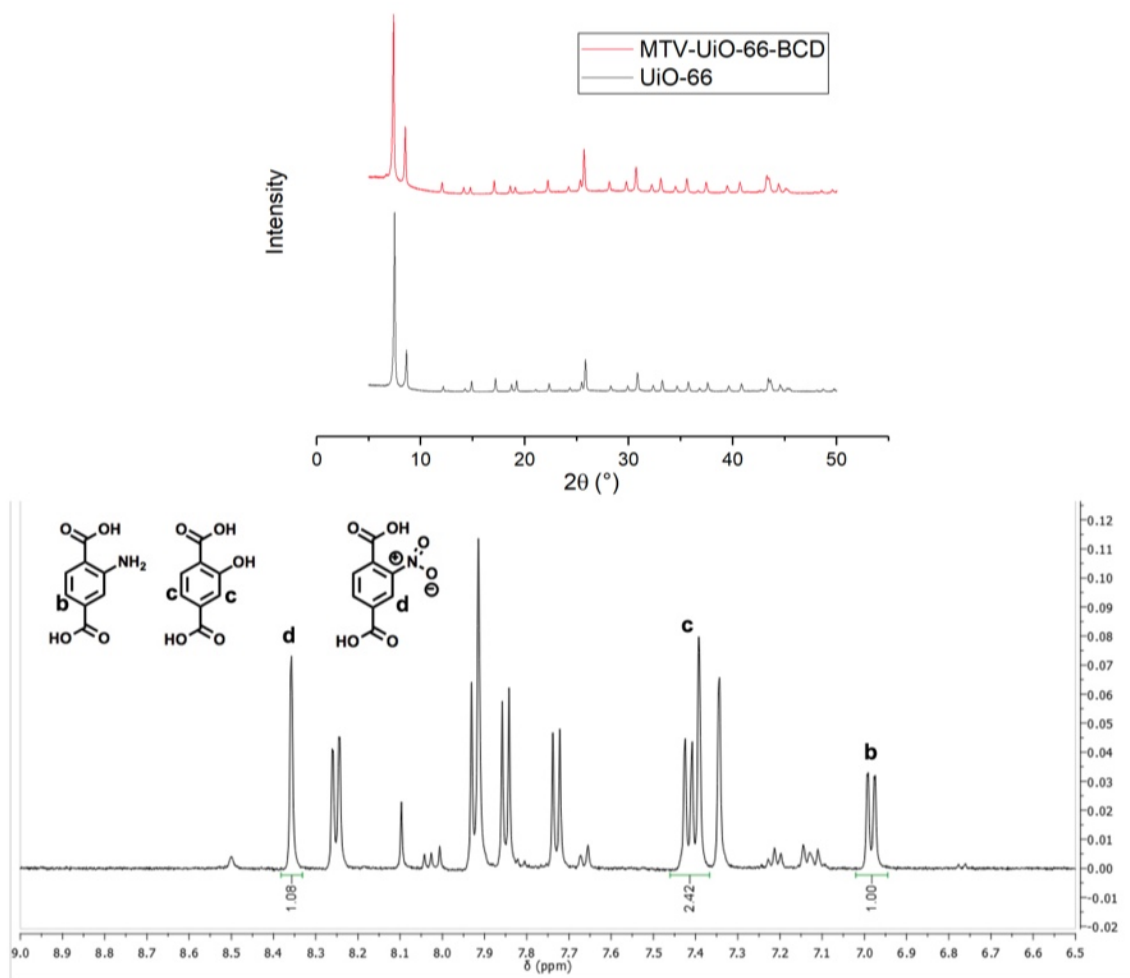 MTV-UiO-66-BCD
UiO-66
Intensity
0 10 20 30 40 50
2θ (°)
O OH
NH₂
b
HO O
O OH
OH
c c
HO O
O OH
⊕ N O
O
⊖
d
HO O
d
c
b
1.08
2.42
1.00
0.12
0.11
0.10
0.09
0.08
0.07
0.06
0.05
0.04
0.03
0.02
0.01
0.00
-0.01
-0.02
9.0 8.9 8.8 8.7 8.6 8.5 8.4 8.3 8.2 8.1 8.0 7.9 7.8 7.7 7.6 7.5 7.4 7.3 7.2 7.1 7.0 6.9 6.8 6.7 6.6 6.5
δ (ppm)